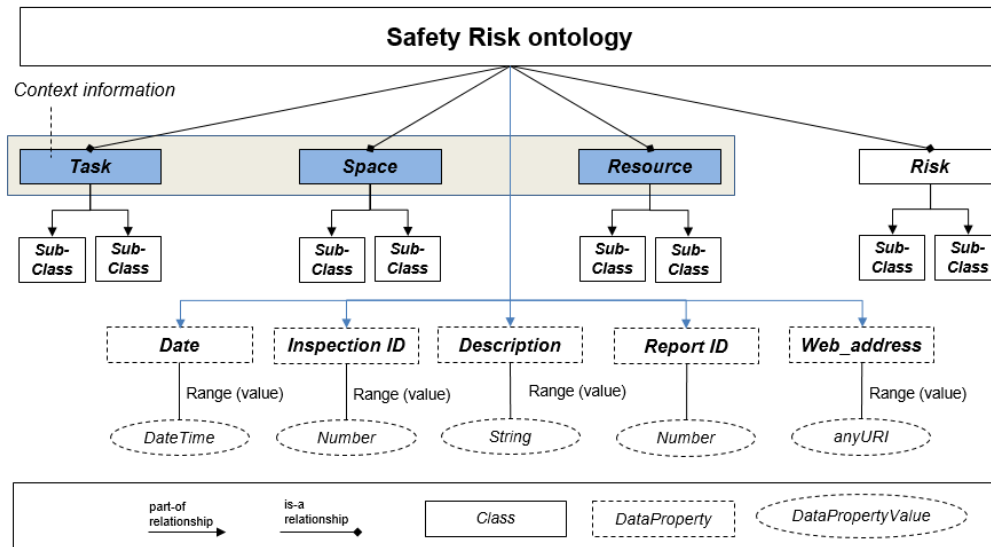 Safety Risk ontology
Context information
Task
Space
Resource
Risk
Sub-
Class
Sub-
Class
Sub-
Class
Sub-
Class
Sub-
Class
Sub-
Class
Sub-
Class
Sub-
Class
Date
Inspection ID
Description
Report ID
Web_address
Range (value)
Range (value)
Range (value)
Range (value)
DateTime
Number
String
Number
anyURI
part-of
relationship
is-a
relationship
Class
DataProperty
DataPropertyValue